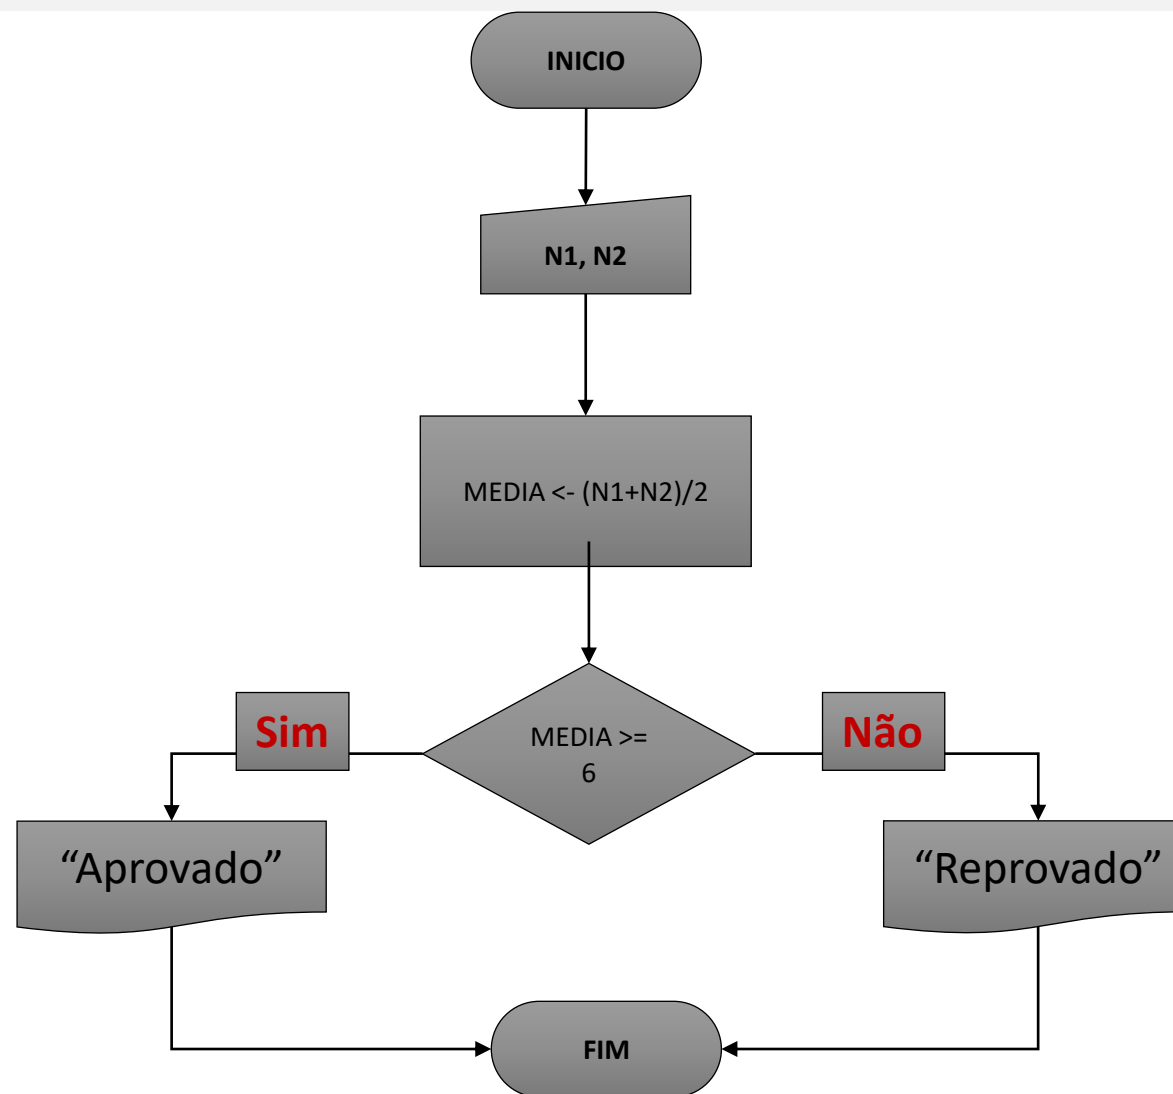 INICIO
N1, N2
MEDIA <- (N1+N2)/2
Sim
MEDIA >=
6
Não
“Aprovado”
“Reprovado”
FIM